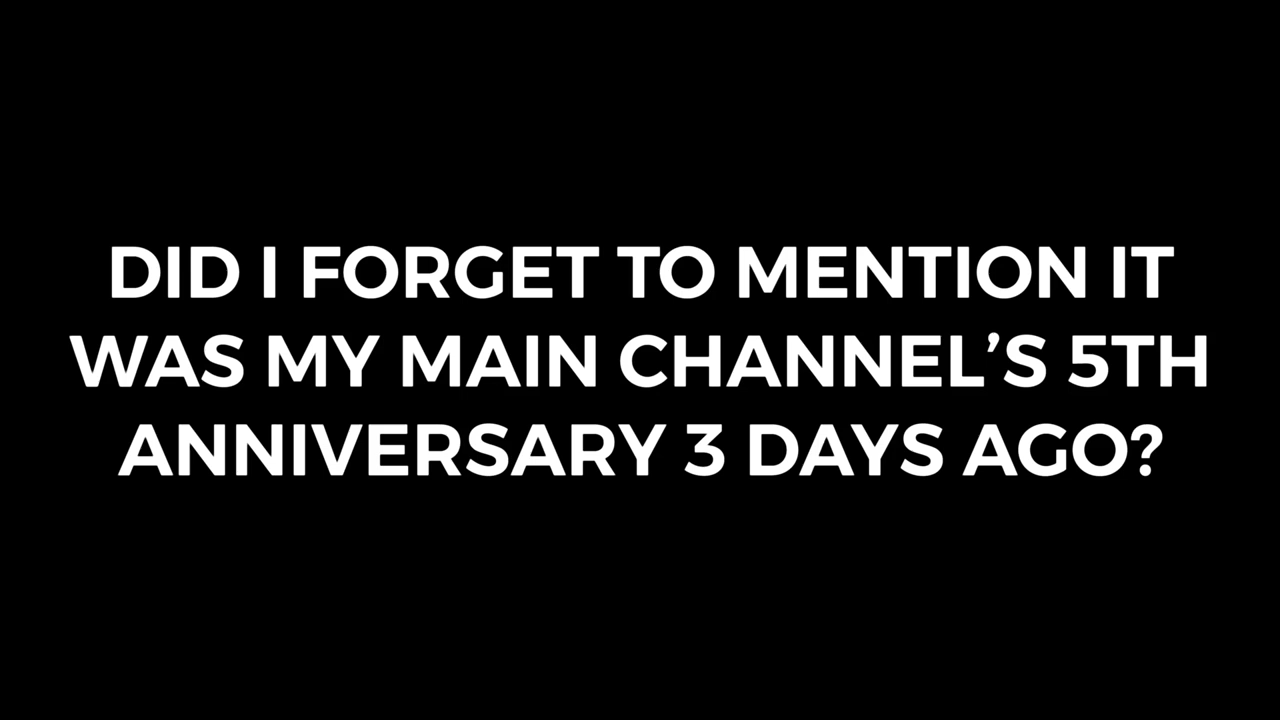 DID I FORGET TO MENTION IT
WAS MY MAIN CHANNEL’S 5TH
ANNIVERSARY 3 DAYS AGO?